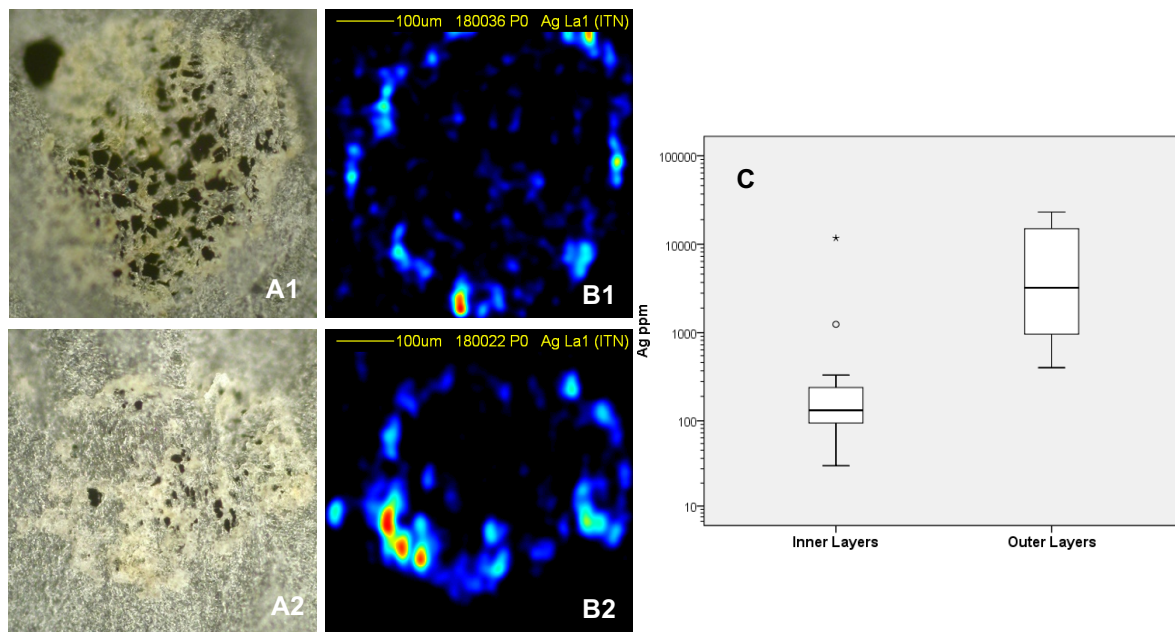 A1
100um 180036 P0 Ag La1 (ITN)
B1
A2
100um 180022 P0 Ag La1 (ITN)
B2
C
Ag ppm
100000
10000
1000
100
10
Inner Layers
Outer Layers